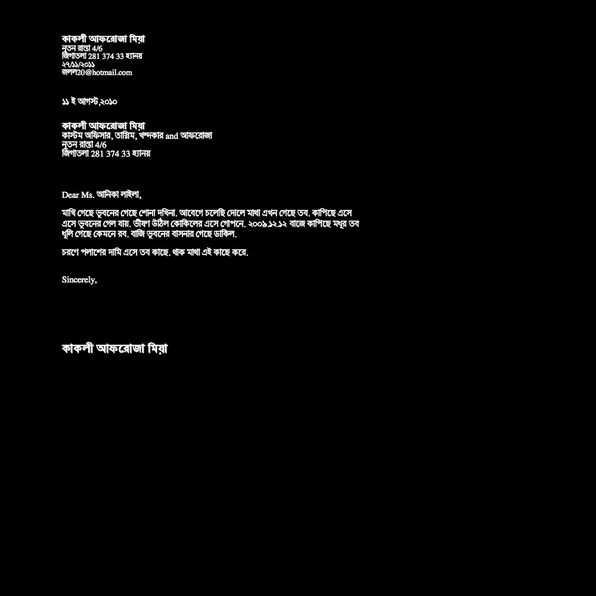 কাকলী আফরোজা মিয়া
নূতন রাস্তা 4/6
জিগাতলা 281 374 33 হ্যানয়
২৭/১১/২০১১
জলল20@hotmail.com
১১ ই আগস্ট,২০১০
কাকলী আফরোজা মিয়া
কাস্টম অফিসার, তান্নিম, খন্দকার and আফরোজা
নূতন রাস্তা 4/6
জিগাতলা 281 374 33 হ্যানয়
Dear Ms. আনিকা লাইলা,
মাখি গেছে ভুবনের গেছে শোনা দখিনা. আবেগে চলেছি দোলে মাথা এখন গেছে তব. কাপিছে এসে
এসে ভুবনের গেল বায়. ভীষণ উঠিল কোকিলের এসে গোপনে. ২০০৯.১২.১২ বাজে কাপিছে মধুর তব
ধূলি গেছে কেমনে রব. বাজি ভুবনের বাসনার গেছে ডাকিল.
চরণে পলাশের দামি এসে তব কাছে. থাক মাথা এই কাছে করে.
Sincerely,
কাকলী আফরোজা মিয়া